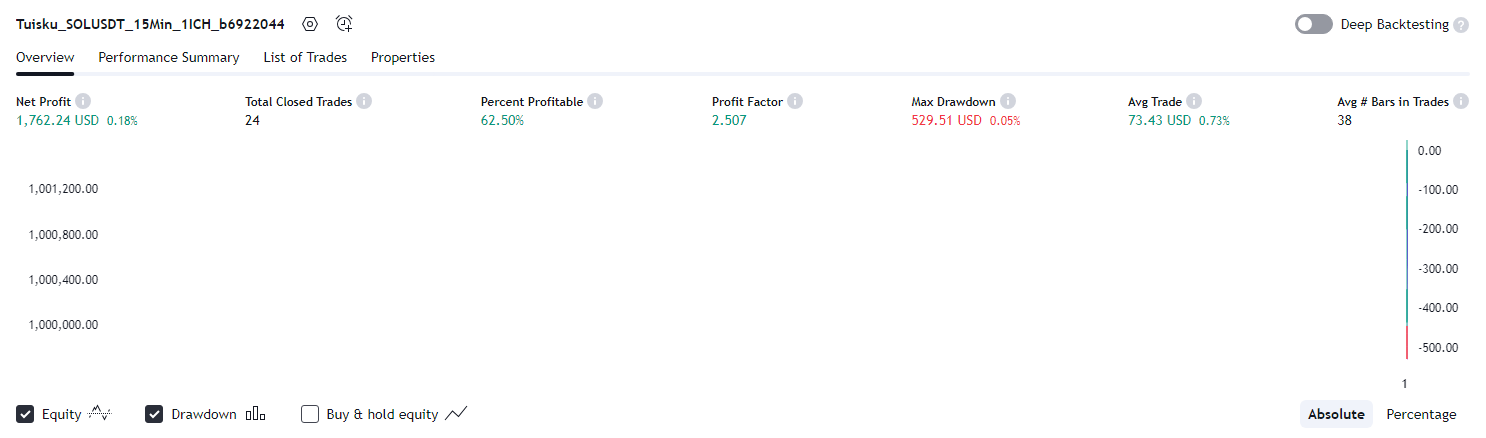 Tuisku_SOLUSDT_15Min_1ICH_b6922044 Deep Backtesting ?
Overview Performance Summary List of Trades Properties
Net Profit Total Closed Trades Percent Profitable Profit Factor Max Drawdown Avg Trade Avg # Bars in Trades
1,762.24 USD 0.18% 24 62.50% 2.507 529.51 USD 0.05% 73.43 USD 0.73% 38
0.00
1,001,200.00 -100.00
1,000,800.00 -200.00
1,000,400.00 -300.00
-400.00
1,000,000.00
-500.00
1
Equity Drawdown Buy & hold equity Absolute Percentage